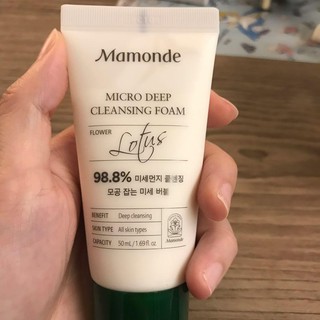 Mamonde
MICRO DEEP
CLEANSING FOAM
FLOWER
Lotus
98.8% 미세먼지 클렌징
모공 잡는 미세 버블
BENEFIT Deep cleansing
SKIN TYPE All skin types
CAPACITY 50 mL / 1.69 fl.oz.
Mamonde